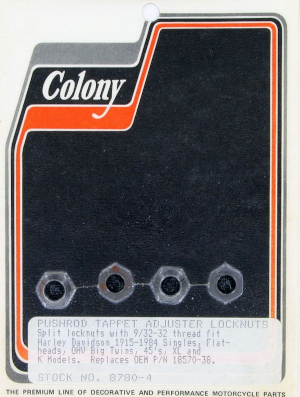 Colony
PUSHROD TAPPET ADJUSTER LOCKNUTS
Split locknuts with 9/32-32 thread fit
Harley Davidson 1915-1984 Singles, Flat-
heads, OHV Big Twins, 45's, XL and
K Models. Replaces OEM P/N 18570-38.
STOCK NO. 8780-4
THE PREMIUM LINE OF DECORATIVE AND PERFORMANCE MOTORCYCLE PARTS